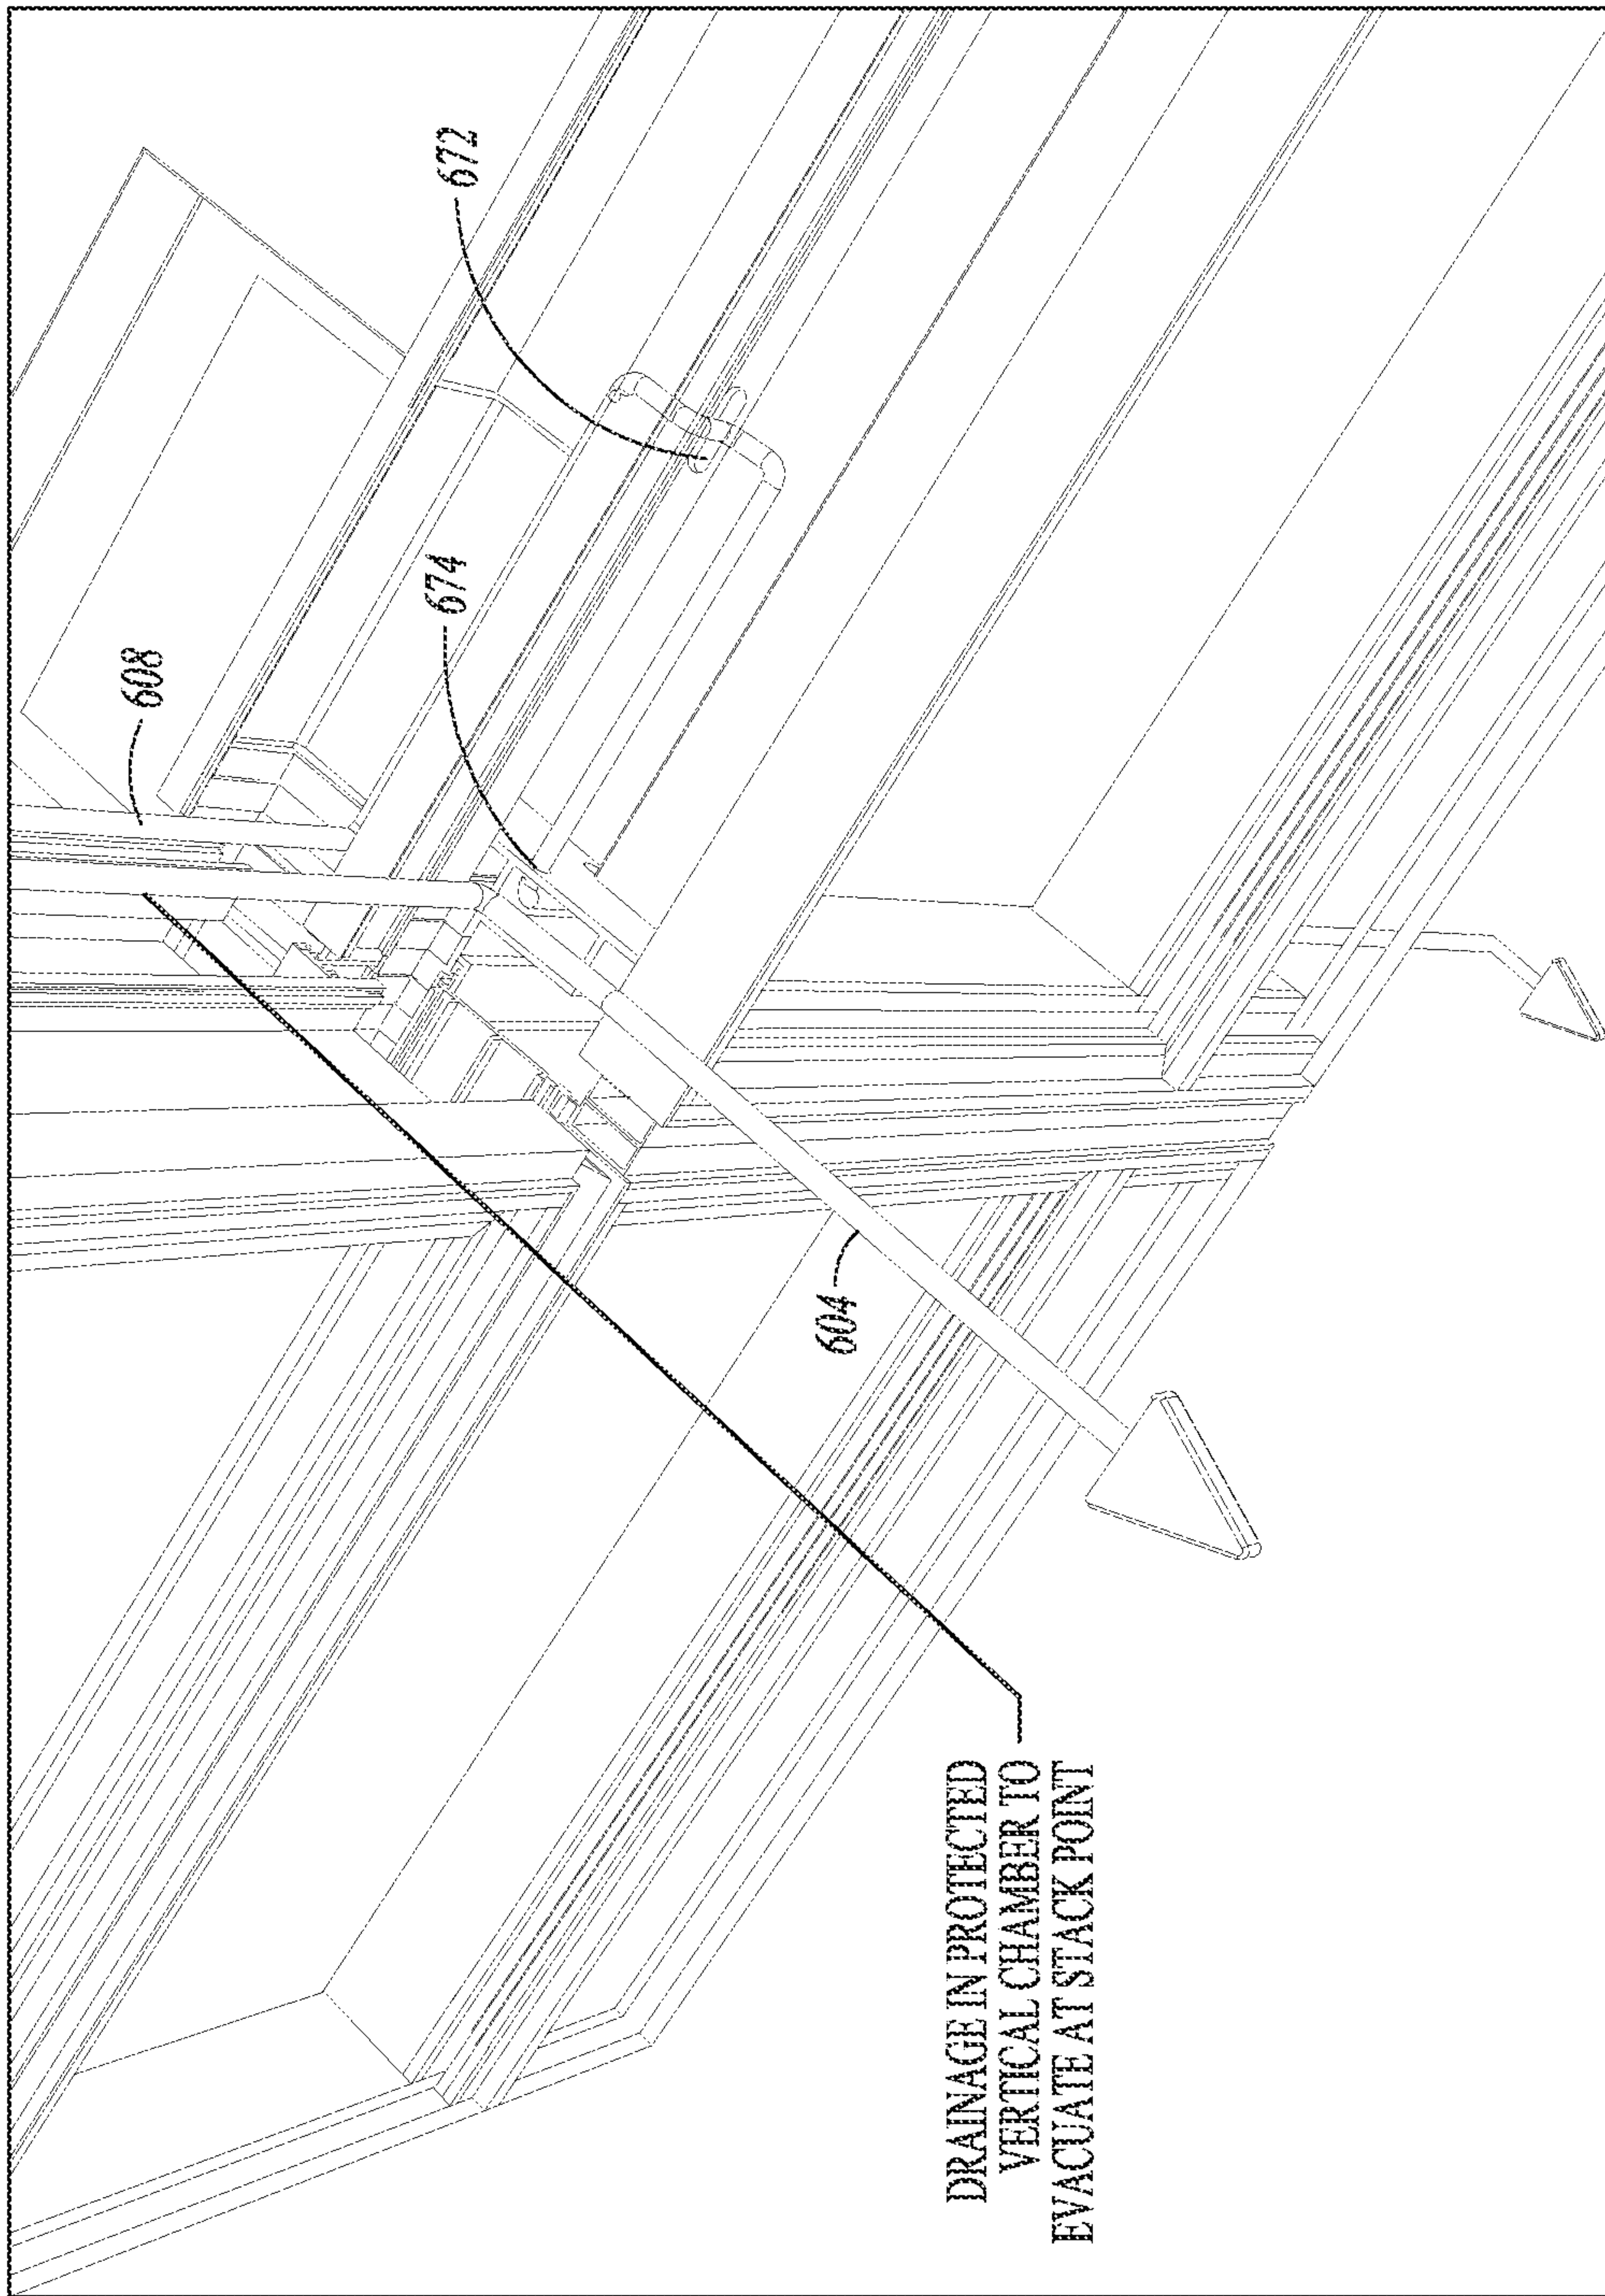 608
672
674
604
DRAINAGE IN PROTECTED
VERTICAL CHAMBER TO
EVACUATE AT STACK POINT